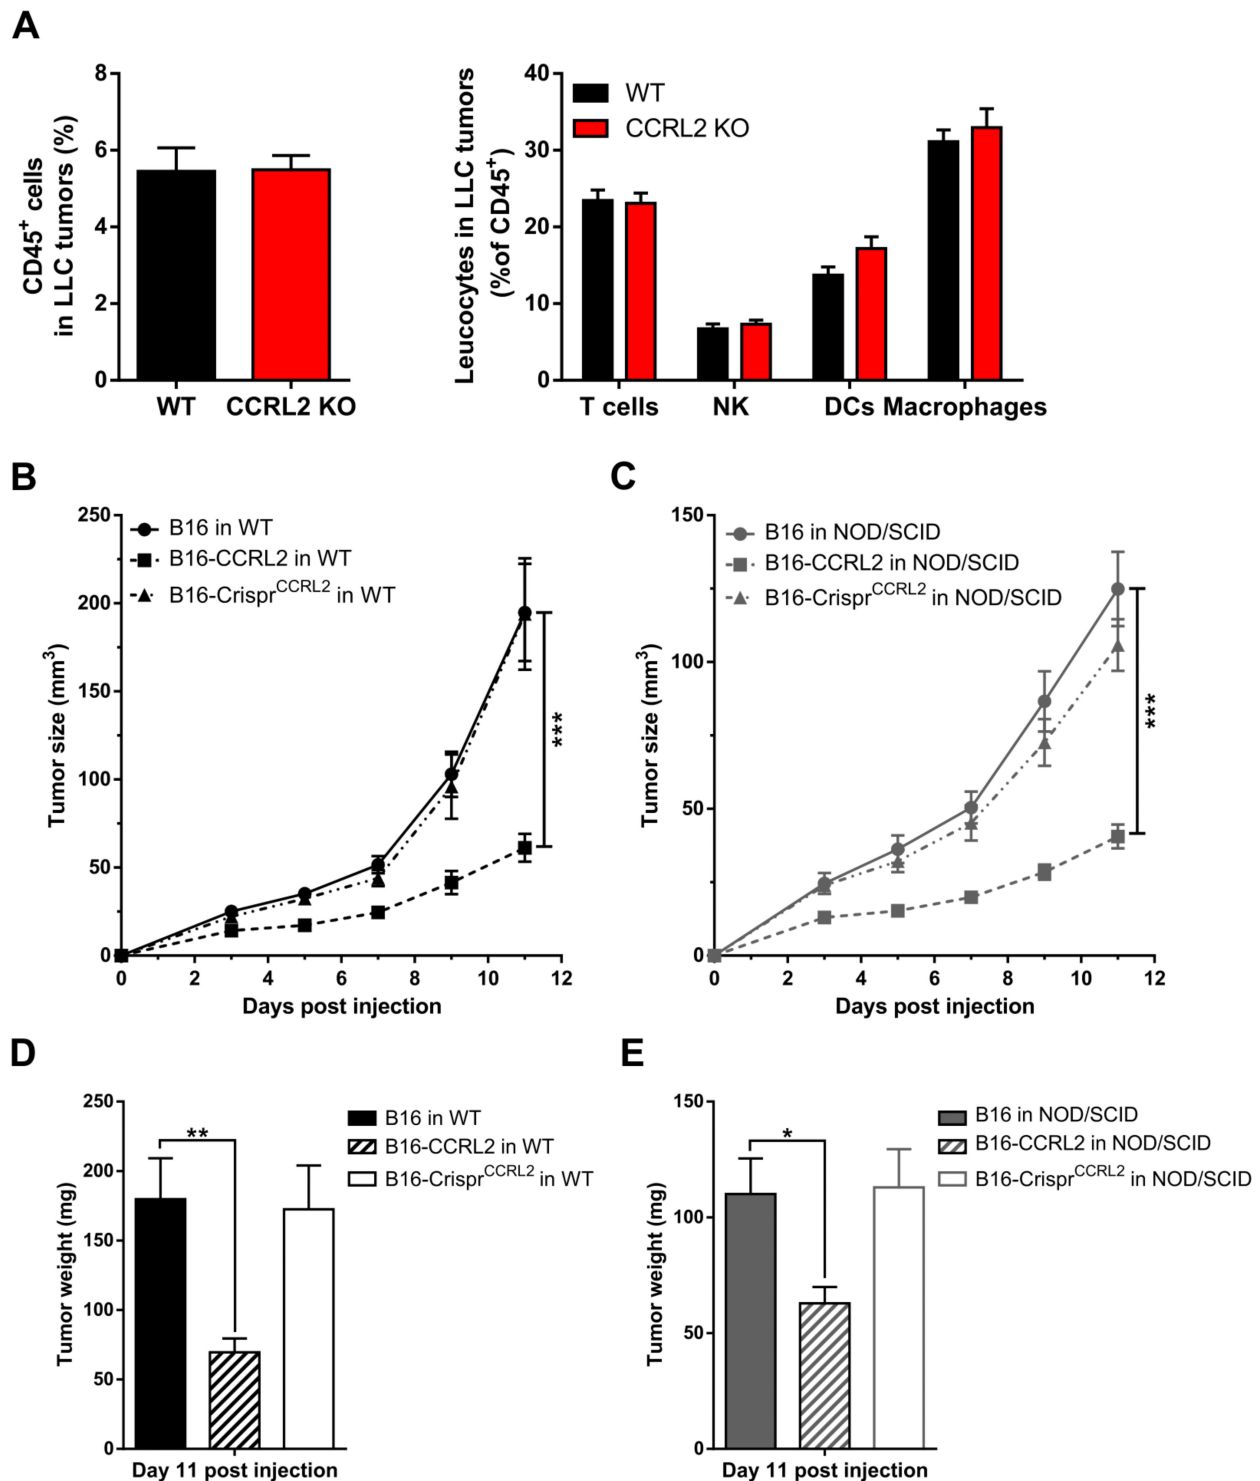 A
CD45⁺ cells
in LLC tumors (%)
8
6
4
2
0
WT
CCRL2 KO
Leucocytes in LLC tumors
(%of CD45⁺)
40
30
20
10
0
WT
CCRL2 KO
T cells
NK
DCs
Macrophages
B
Tumor size (mm³)
250
200
150
100
50
0
B16 in WT
B16-CCRL2 in WT
B16-Crispr^CCRL2 in WT
***
0 2 4 6 8 10 12
Days post injection
C
Tumor size (mm³)
150
100
50
0
B16 in NOD/SCID
B16-CCRL2 in NOD/SCID
B16-Crispr^CCRL2 in NOD/SCID
***
0 2 4 6 8 10 12
Days post injection
D
Tumor weight (mg)
250
200
150
100
50
0
**
B16 in WT
B16-CCRL2 in WT
B16-Crispr^CCRL2 in WT
Day 11 post injection
E
Tumor weight (mg)
150
100
50
0
*
B16 in NOD/SCID
B16-CCRL2 in NOD/SCID
B16-Crispr^CCRL2 in NOD/SCID
Day 11 post injection